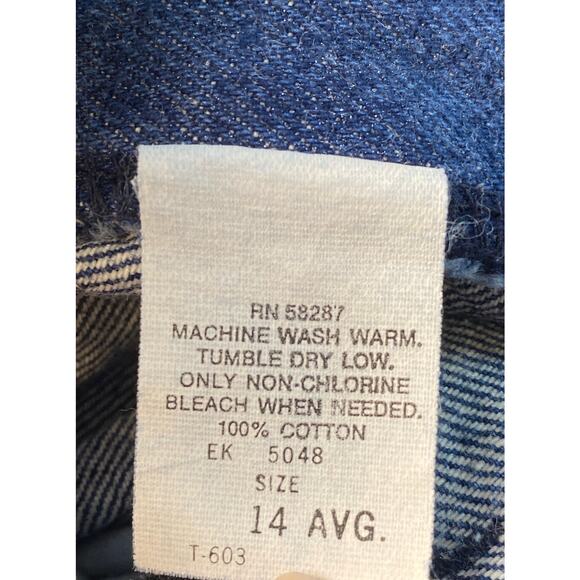 RN 58287
MACHINE WASH WARM.
TUMBLE DRY LOW.
ONLY NON-CHLORINE
BLEACH WHEN NEEDED.
100% COTTON
EK 5048
SIZE
14 AVG.
T-603